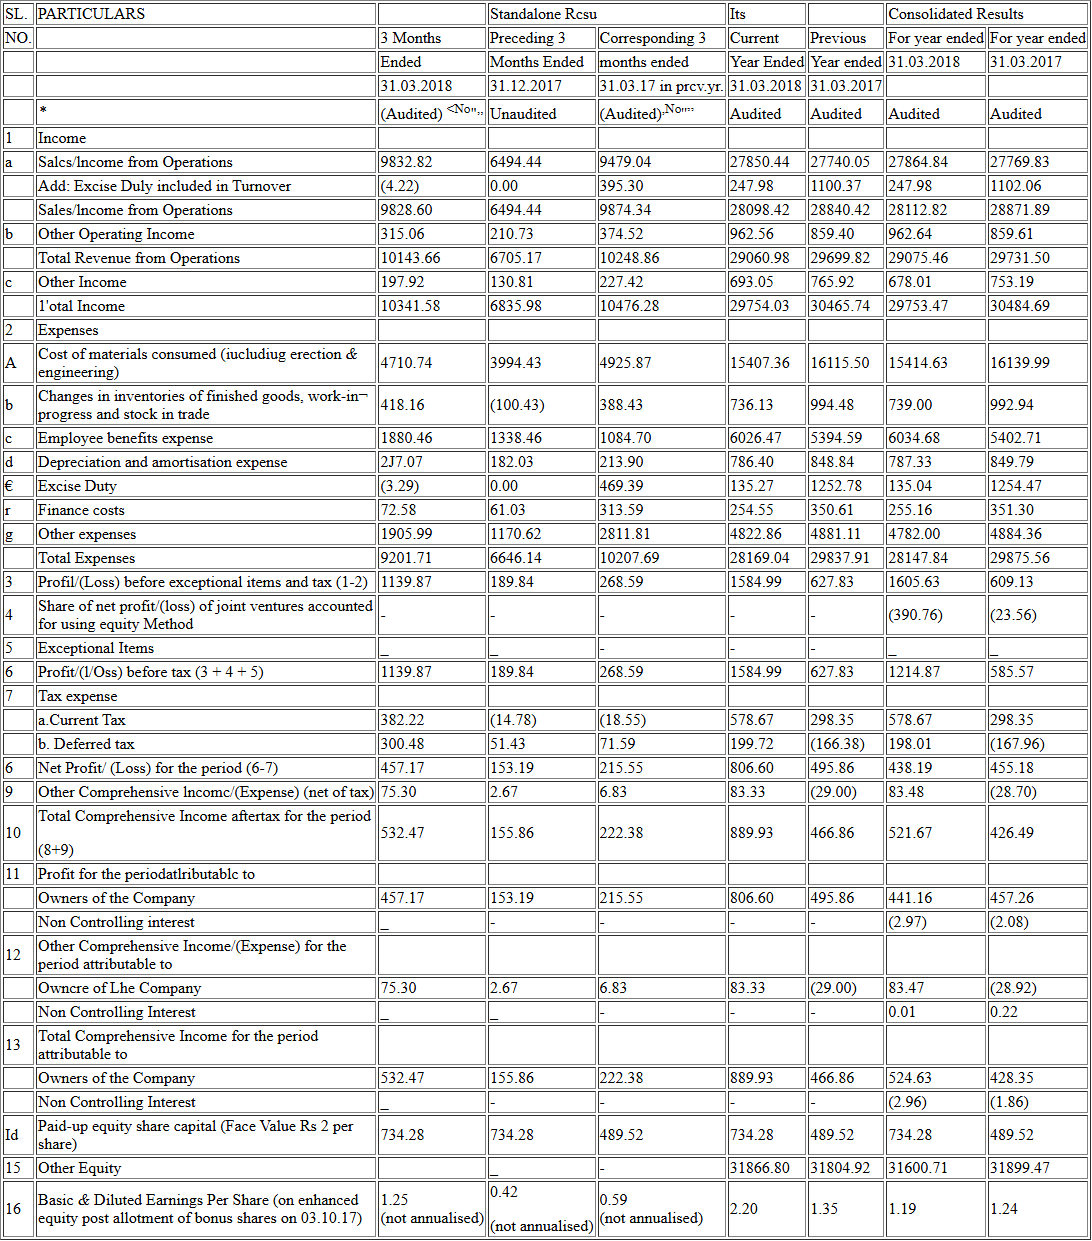 SL. PARTICULARS Standalone Rcsu Its Consolidated Results
NO. 3 Months Preceding 3 Corresponding 3 Current Previous For year ended For year ended
Ended Months Ended months ended Year Ended Year ended 31.03.2018 31.03.2017
31.03.2018 31.12.2017 31.03.17 in prcv.yr. 31.03.2018 31.03.2017
* (Audited) <No",, Unaudited (Audited),No",,, Audited Audited Audited Audited
1 Income
a Salcs/lncome from Operations 9832.82 6494.44 9479.04 27850.44 27740.05 27864.84 27769.83
Add: Excise Duly included in Turnover (4.22) 0.00 395.30 247.98 1100.37 247.98 1102.06
Sales/lncome from Operations 9828.60 6494.44 9874.34 28098.42 28840.42 28112.82 28871.89
b Other Operating Income 315.06 210.73 374.52 962.56 859.40 962.64 859.61
Total Revenue from Operations 10143.66 6705.17 10248.86 29060.98 29699.82 29075.46 29731.50
c Other Income 197.92 130.81 227.42 693.05 765.92 678.01 753.19
1'otal Income 10341.58 6835.98 10476.28 29754.03 30465.74 29753.47 30484.69
2 Expenses
A Cost of materials consumed (iucludiug erection & engineering) 4710.74 3994.43 4925.87 15407.36 16115.50 15414.63 16139.99
b Changes in inventories of finished goods, work-in¬ progress and stock in trade 418.16 (100.43) 388.43 736.13 994.48 739.00 992.94
c Employee benefits expense 1880.46 1338.46 1084.70 6026.47 5394.59 6034.68 5402.71
d Depreciation and amortisation expense 2J7.07 182.03 213.90 786.40 848.84 787.33 849.79
€ Excise Duty (3.29) 0.00 469.39 135.27 1252.78 135.04 1254.47
r Finance costs 72.58 61.03 313.59 254.55 350.61 255.16 351.30
g Other expenses 1905.99 1170.62 2811.81 4822.86 4881.11 4782.00 4884.36
Total Expenses 9201.71 6646.14 10207.69 28169.04 29837.91 28147.84 29875.56
3 Profil/(Loss) before exceptional items and tax (1-2) 1139.87 189.84 268.59 1584.99 627.83 1605.63 609.13
4 Share of net profit/(loss) of joint ventures accounted for using equity Method - - - - - (390.76) (23.56)
5 Exceptional Items _ _ - - - _ _
6 Profit/(l/Oss) before tax (3 + 4 + 5) 1139.87 189.84 268.59 1584.99 627.83 1214.87 585.57
7 Tax expense
a.Current Tax 382.22 (14.78) (18.55) 578.67 298.35 578.67 298.35
b. Deferred tax 300.48 51.43 71.59 199.72 (166.38) 198.01 (167.96)
6 Net Profit/ (Loss) for the period (6-7) 457.17 153.19 215.55 806.60 495.86 438.19 455.18
9 Other Comprehensive lncomc/(Expense) (net of tax) 75.30 2.67 6.83 83.33 (29.00) 83.48 (28.70)
10 Total Comprehensive Income aftertax for the period (8+9) 532.47 155.86 222.38 889.93 466.86 521.67 426.49
11 Profit for the periodatlributablc to
Owners of the Company 457.17 153.19 215.55 806.60 495.86 441.16 457.26
Non Controlling interest _ - - - - (2.97) (2.08)
12 Other Comprehensive Income/(Expense) for the period attributable to
Owncre of Lhe Company 75.30 2.67 6.83 83.33 (29.00) 83.47 (28.92)
Non Controlling Interest _ _ - - - 0.01 0.22
13 Total Comprehensive Income for the period attributable to
Owners of the Company 532.47 155.86 222.38 889.93 466.86 524.63 428.35
Non Controlling Interest _ - - - - (2.96) (1.86)
Id Paid-up equity share capital (Face Value Rs 2 per share) 734.28 734.28 489.52 734.28 489.52 734.28 489.52
15 Other Equity _ - 31866.80 31804.92 31600.71 31899.47
16 Basic & Diluted Earnings Per Share (on enhanced equity post allotment of bonus shares on 03.10.17) 1.25 (not annualised) 0.42 (not annualised) 0.59 (not annualised) 2.20 1.35 1.19 1.24